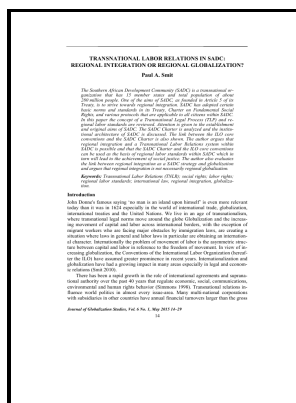 TRANSNATIONAL LABOR RELATIONS IN SADC:
REGIONAL INTEGRATION OR REGIONAL GLOBALIZATION?
Paul A. Smit
The Southern African Development Community (SADC) is a transnational or-
ganization that has 15 member states and total population of about
280 million people. One of the aims of SADC, as founded in Article 5 of its
Treaty, is to strive towards regional integration. SADC has adopted certain
basic norms and standards in its Treaty, Charter on Fundamental Social
Rights, and various protocols that are applicable to all citizens within SADC.
In this paper the concept of a Transnational Legal Process (TLP) and re-
gional labor standards are reviewed. Attention is given to the establishment
and original aims of SADC. The SADC Charter is analyzed and the institu-
tional architecture of SADC is discussed. The link between the ILO core
conventions and the SADC Charter is also shown. The author argues that
regional integration and a Transnational Labor Relations system within
SADC is possible and that the SADC Charter and the ILO core conventions
can be used as the basis of regional labor standards within SADC which in
turn will lead to the achievement of social justice. The author also evaluates
the link between regional integration as a SADC strategy and globalization
and argues that regional integration is not necessarily regional globalization.
Keywords: Transnational Labor Relations (TNLR); social rights; labor rights;
regional labor standards; international law, regional integration, globaliza-
tion.
Introduction
John Donne's famous saying 'no man is an island upon himself' is even more relevant
today than it was in 1624 especially in the world of international trade, globalization,
international treaties and the United Nations. We live in an era of transnationalism,
where transnational legal norms move around the globe. Globalization and the increas-
ing movement of capital and labor across international borders, with the exception of
migrant workers who are facing major obstacles by immigration laws, are creating a
situation where laws in general and labor laws in particular are obtaining an internation-
al character. Internationally the problem of movement of labor is the asymmetric struc-
ture between capital and labor in reference to the freedom of movement. In view of in-
creasing globalization, the Conventions of the International Labor Organization (hereaf-
ter the ILO) have assumed greater prominence in recent years. Internationalisation and
globalization have had a growing impact in many areas especially in legal and econom-
ic relations (Smit 2010).
There has been a rapid growth in the role of international agreements and suprana-
tional authority over the past 40 years that regulate economic, social, communications,
environmental and human rights behavior (Simmons 1998). Transnational relations in-
fluence world politics in almost every issue-area. Many multi-national corporations
with subsidiaries in other countries have annual financial turnovers larger than the gross
Journal of Globalization Studies, Vol. 6 No. 1, May 2015 14–29
14